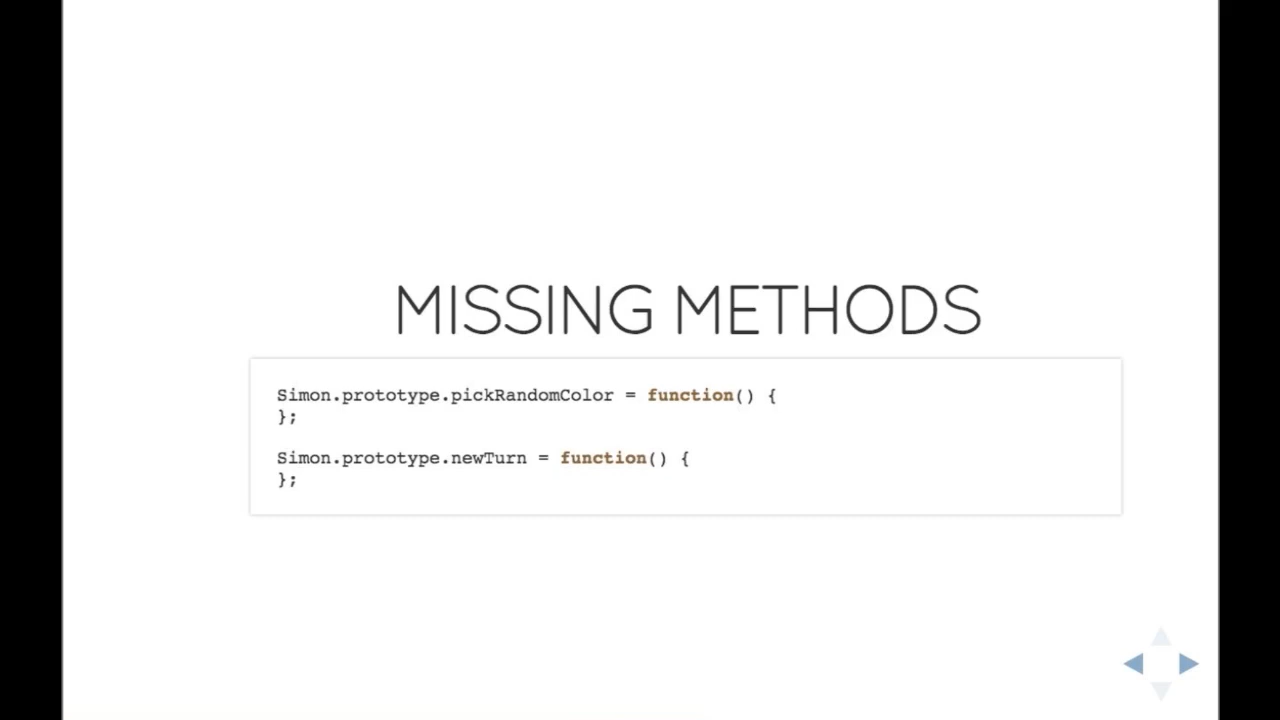 MISSING METHODS
Simon.prototype.pickRandomColor = function() {
};
Simon.prototype.newTurn = function() {
};